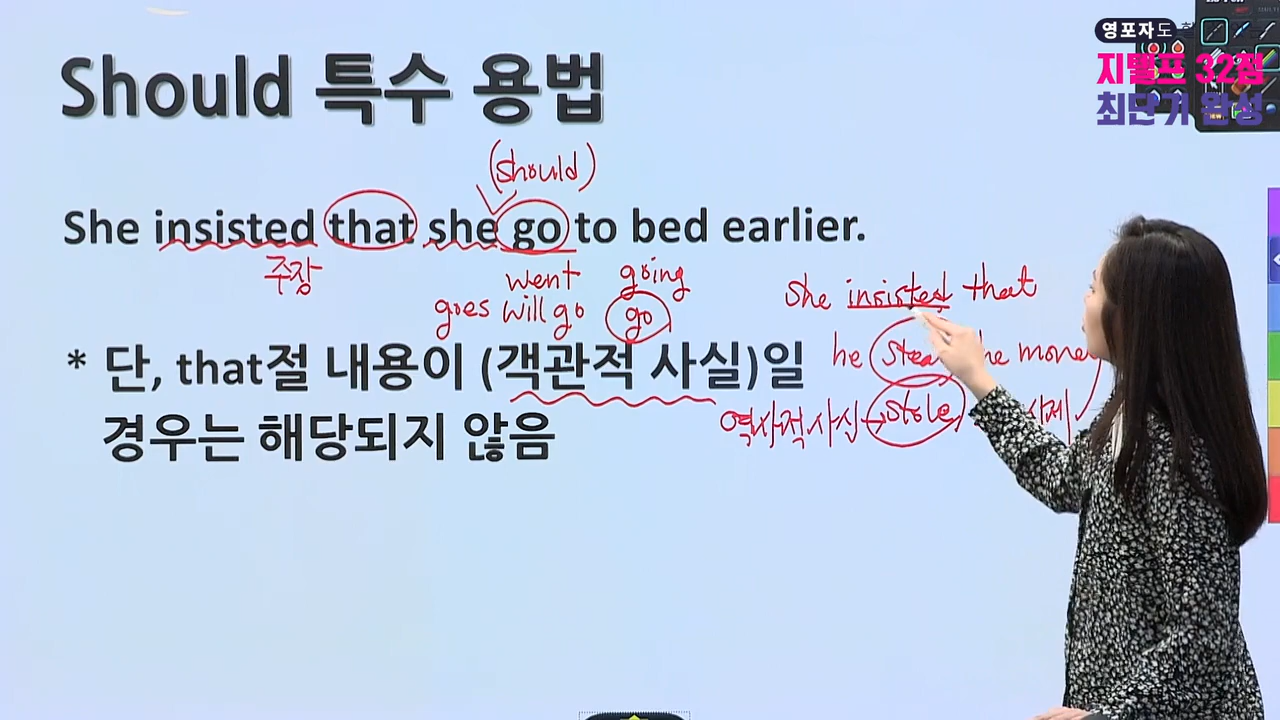 영포자도
지텔프 32점
최단기 완성
Should 특수 용법
(should)
She insisted that she go to bed earlier.
주장
went going
goes will go go
She insisted that
he steal the money
* 단, that절 내용이 (객관적 사실)일
역사적 사실 → stole
경우는 해당되지 않음